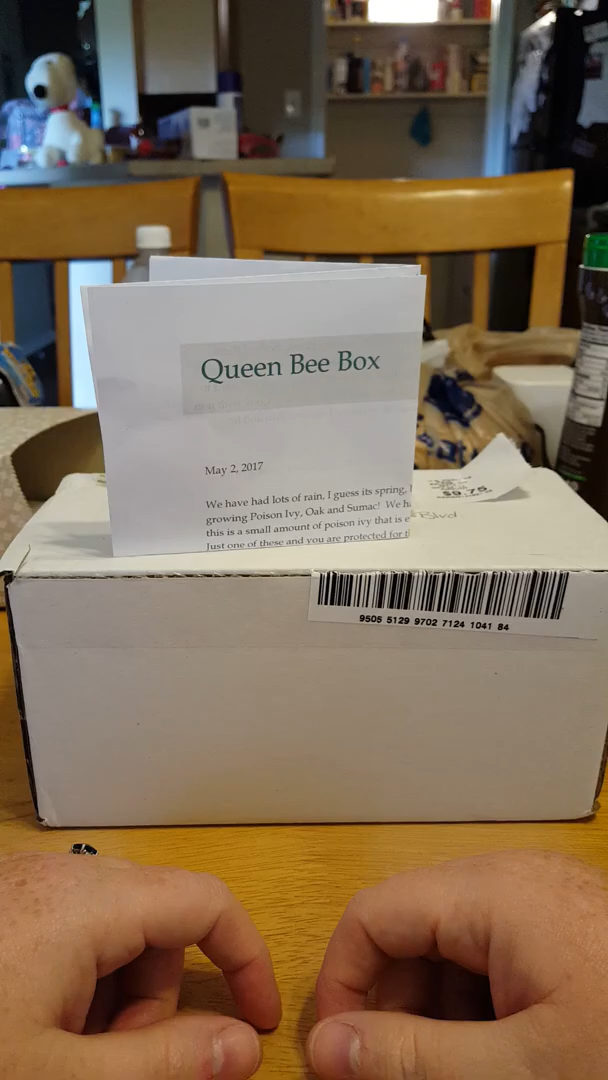 Queen Bee Box
May 2, 2017
We have had lots of rain, I guess its spring,
growing Poison Ivy, Oak and Sumac! We h
this is a small amount of poison ivy that is e
Just one of these and you are protected for
$9.75
Blvd
9505 5129 9702 7124 1041 84